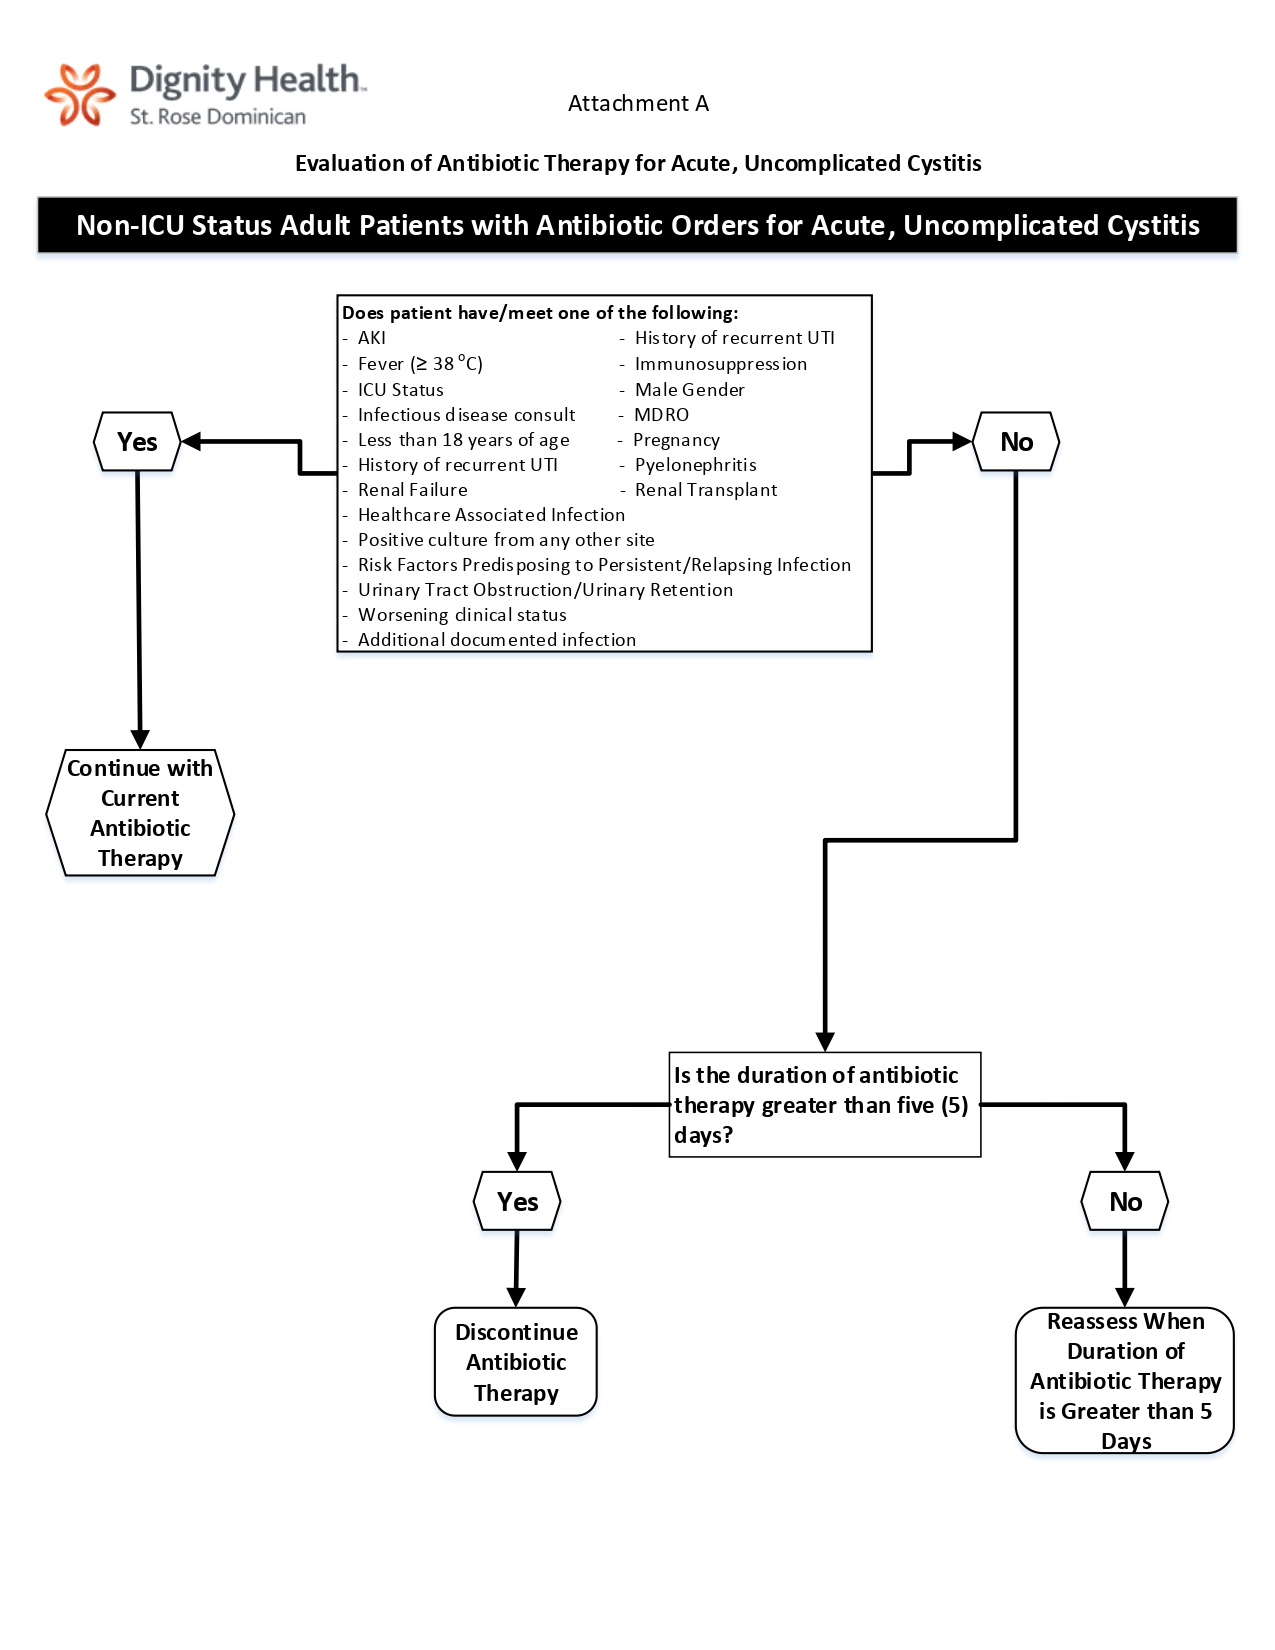 Dignity Health™
St. Rose Dominican
Attachment A
Evaluation of Antibiotic Therapy for Acute, Uncomplicated Cystitis
Non-ICU Status Adult Patients with Antibiotic Orders for Acute, Uncomplicated Cystitis
Does patient have/meet one of the following:
- AKI - History of recurrent UTI
- Fever (≥ 38 °C) - Immunosuppression
- ICU Status - Male Gender
- Infectious disease consult - MDRO
- Less than 18 years of age - Pregnancy
- History of recurrent UTI - Pyelonephritis
- Renal Failure - Renal Transplant
- Healthcare Associated Infection
- Positive culture from any other site
- Risk Factors Predisposing to Persistent/Relapsing Infection
- Urinary Tract Obstruction/Urinary Retention
- Worsening clinical status
- Additional documented infection
Yes
No
Continue with
Current
Antibiotic
Therapy
Is the duration of antibiotic
therapy greater than five (5)
days?
Yes
No
Discontinue
Antibiotic
Therapy
Reassess When
Duration of
Antibiotic Therapy
is Greater than 5
Days